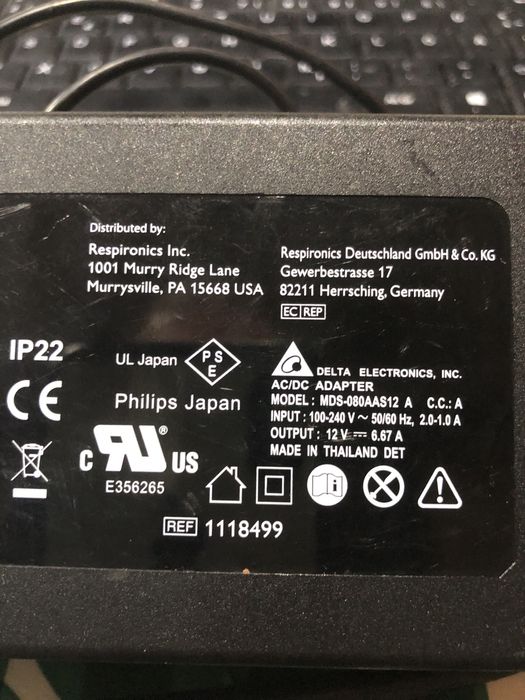 Distributed by:
Respironics Inc.
1001 Murry Ridge Lane
Murrysville, PA 15668 USA
Respironics Deutschland GmbH & Co. KG
Gewerbestrasse 17
82211 Herrsching, Germany
EC REP
IP22
UL Japan
PSE
Philips Japan
CE
DELTA ELECTRONICS, INC.
AC/DC ADAPTER
MODEL: MDS-080AAS12 A C.C.: A
INPUT: 100-240 V ~ 50/60 Hz, 2.0-1.0 A
OUTPUT: 12 V ⎓ 6.67 A
MADE IN THAILAND DET
c RU ® US
E356265
REF 1118499